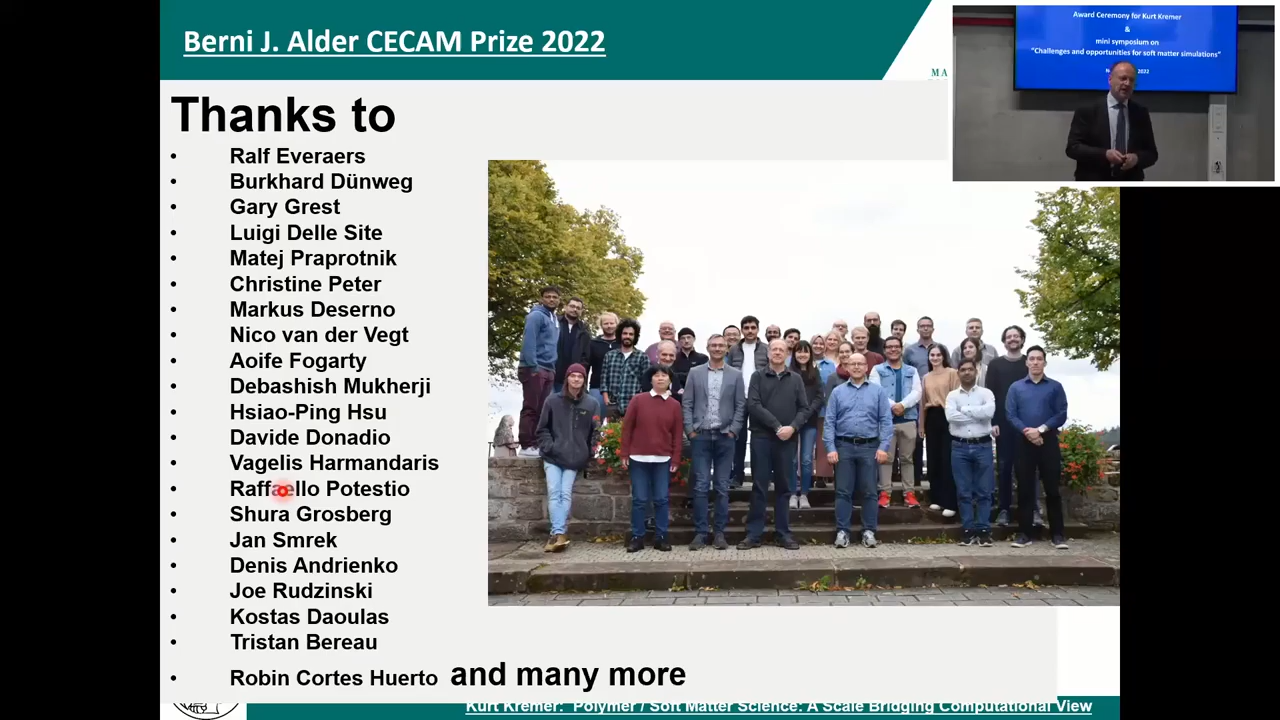 Berni J. Alder CECAM Prize 2022
MA
Award Ceremony for Kurt Kremer
&
mini symposium on
"Challenges and opportunities for soft matter simulations"
2022
Thanks to
• Ralf Everaers
• Burkhard Dünweg
• Gary Grest
• Luigi Delle Site
• Matej Praprotnik
• Christine Peter
• Markus Deserno
• Nico van der Vegt
• Aoife Fogarty
• Debashish Mukherji
• Hsiao-Ping Hsu
• Davide Donadio
• Vagelis Harmandaris
• Raffaello Potestio
• Shura Grosberg
• Jan Smrek
• Denis Andrienko
• Joe Rudzinski
• Kostas Daoulas
• Tristan Bereau
• Robin Cortes Huerto and many more
Kurt Kremer: Polymer / Soft Matter Science: A Scale Bridging Computational View